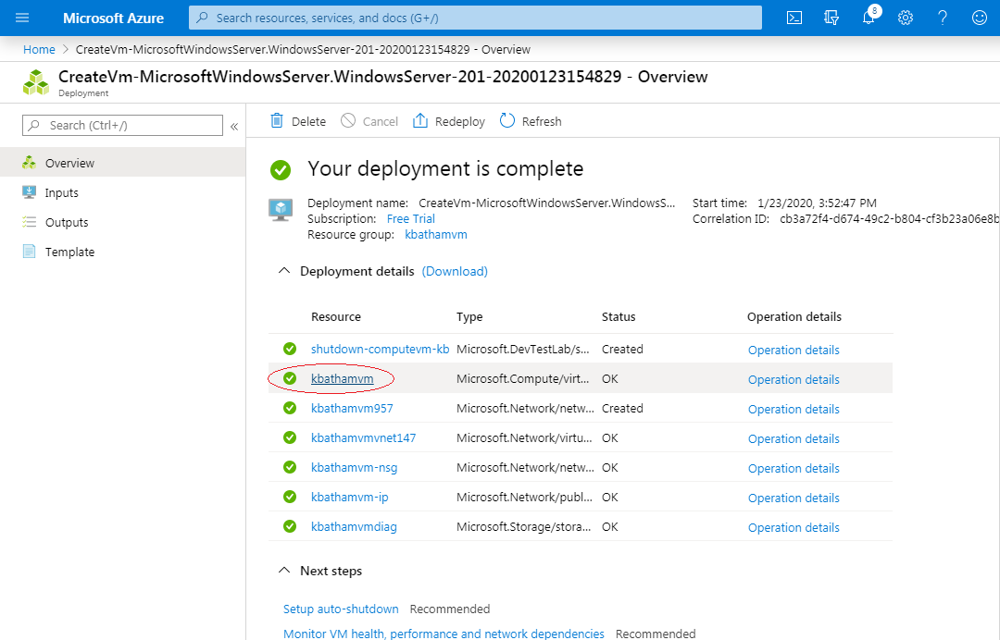 Microsoft Azure
Search resources, services, and docs (G+/)
8
Home > CreateVm-MicrosoftWindowsServer.WindowsServer-201-20200123154829 - Overview
CreateVm-MicrosoftWindowsServer.WindowsServer-201-20200123154829 - Overview
Deployment
Search (Ctrl+/)
«
Overview
Inputs
Outputs
Template
Delete Cancel Redeploy Refresh
Your deployment is complete
Deployment name: CreateVm-MicrosoftWindowsServer.WindowsS... Start time: 1/23/2020, 3:52:47 PM
Subscription: Free Trial Correlation ID: cb3a72f4-d674-49c2-b804-cf3b23a06e8b
Resource group: kbathamvm
Deployment details (Download)
Resource Type Status Operation details
shutdown-computevm-kb Microsoft.DevTestLab/s... Created Operation details
kbathamvm Microsoft.Compute/virt... OK Operation details
kbathamvm957 Microsoft.Network/netw... Created Operation details
kbathamvmvnet147 Microsoft.Network/virtu... OK Operation details
kbathamvm-nsg Microsoft.Network/netw... OK Operation details
kbathamvm-ip Microsoft.Network/publ... OK Operation details
kbathamvmdiag Microsoft.Storage/stora... OK Operation details
Next steps
Setup auto-shutdown Recommended
Monitor VM health, performance and network dependencies Recommended